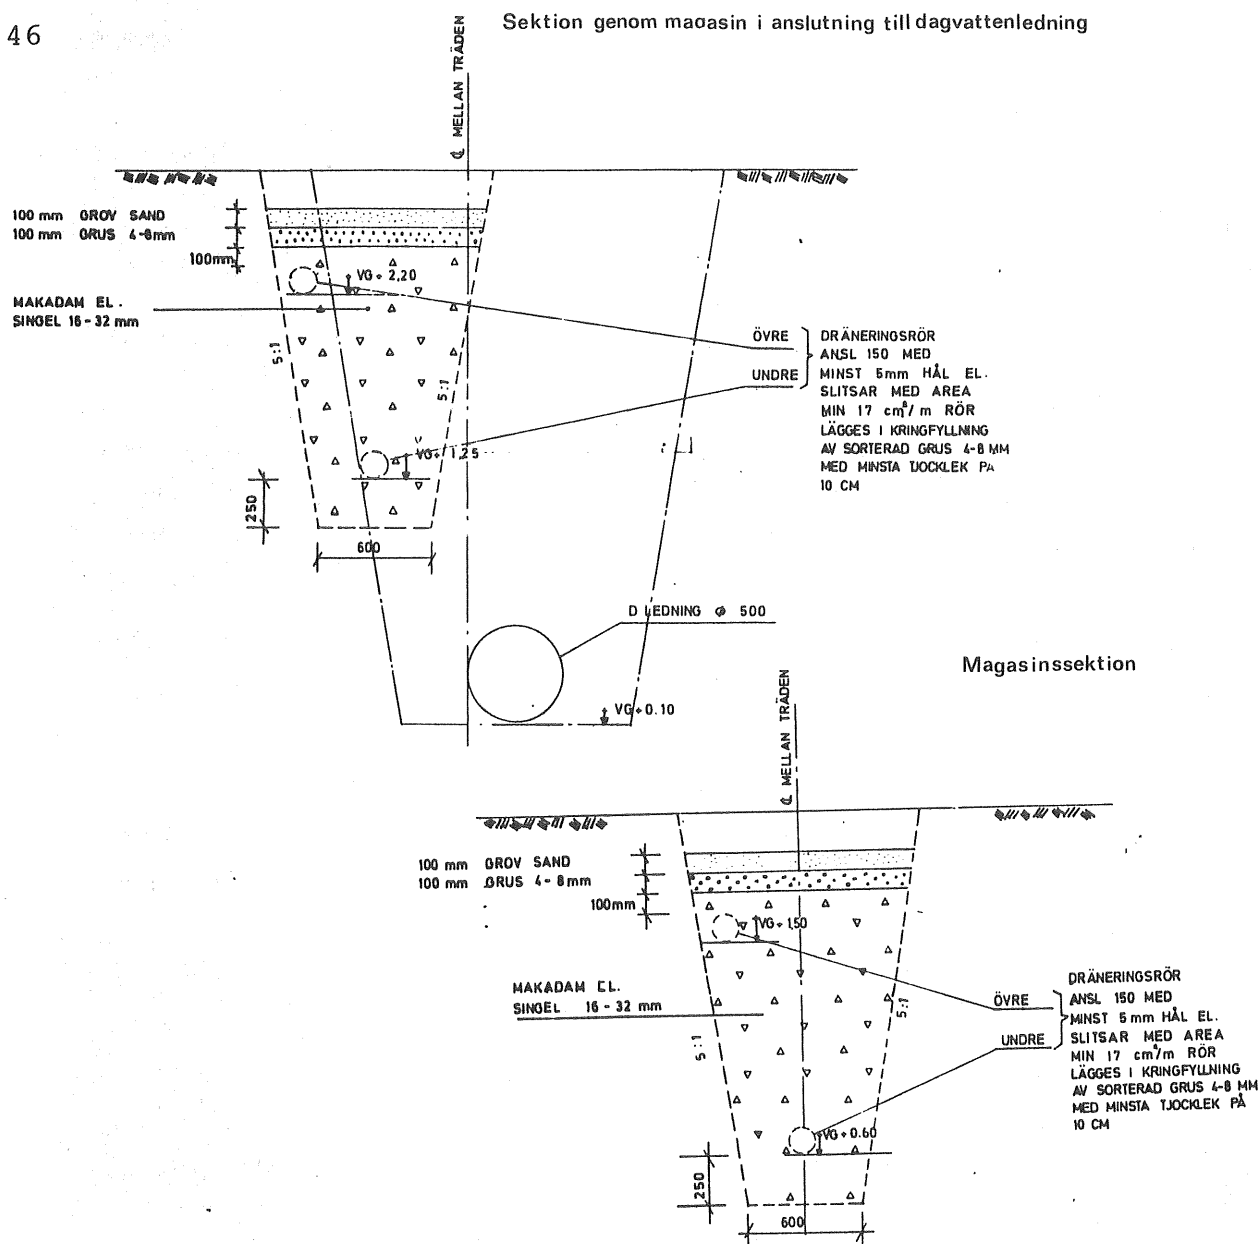 46
Sektion genom magasin i anslutning till dagvattenledning
℄ MELLAN TRÄDEN
100 mm GROV SAND
100 mm GRUS 4-8mm
100mm
VG+2,20
MAKADAM EL.
SINGEL 16-32 mm
5:1
5:1
ÖVRE
UNDRE
DRÄNERINGSRÖR
ANSL 150 MED
MINST 5mm HÅL EL.
SLITSAR MED AREA
MIN 17 cm²/m RÖR
LÄGGES I KRINGFYLLNING
AV SORTERAD GRUS 4-8 MM
MED MINSTA TJOCKLEK PÅ
10 CM
VG+1,25
250
600
D LEDNING Ø 500
VG+0.10
Magasinssektion
℄ MELLAN TRÄDEN
100 mm GROV SAND
100 mm GRUS 4-8mm
100mm
VG+1,50
MAKADAM EL.
SINGEL 16-32 mm
5:1
5:1
ÖVRE
UNDRE
DRÄNERINGSRÖR
ANSL 150 MED
MINST 5mm HÅL EL.
SLITSAR MED AREA
MIN 17 cm²/m RÖR
LÄGGES I KRINGFYLLNING
AV SORTERAD GRUS 4-8 MM
MED MINSTA TJOCKLEK PÅ
10 CM
VG+0.60
250
600